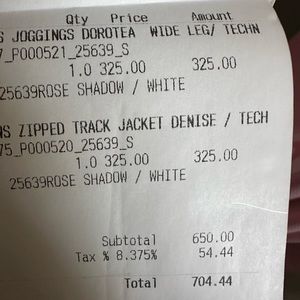 Qty Price Amount
S JOGGINGS DOROTEA WIDE LEG/ TECHN
7_P000521_25639_S
1.0 325.00 325.00
25639ROSE SHADOW / WHITE
NS ZIPPED TRACK JACKET DENISE / TECH
75_P000520_25639_S
1.0 325.00 325.00
25639ROSE SHADOW / WHITE
Subtotal 650.00
Tax % 8.375% 54.44
Total 704.44